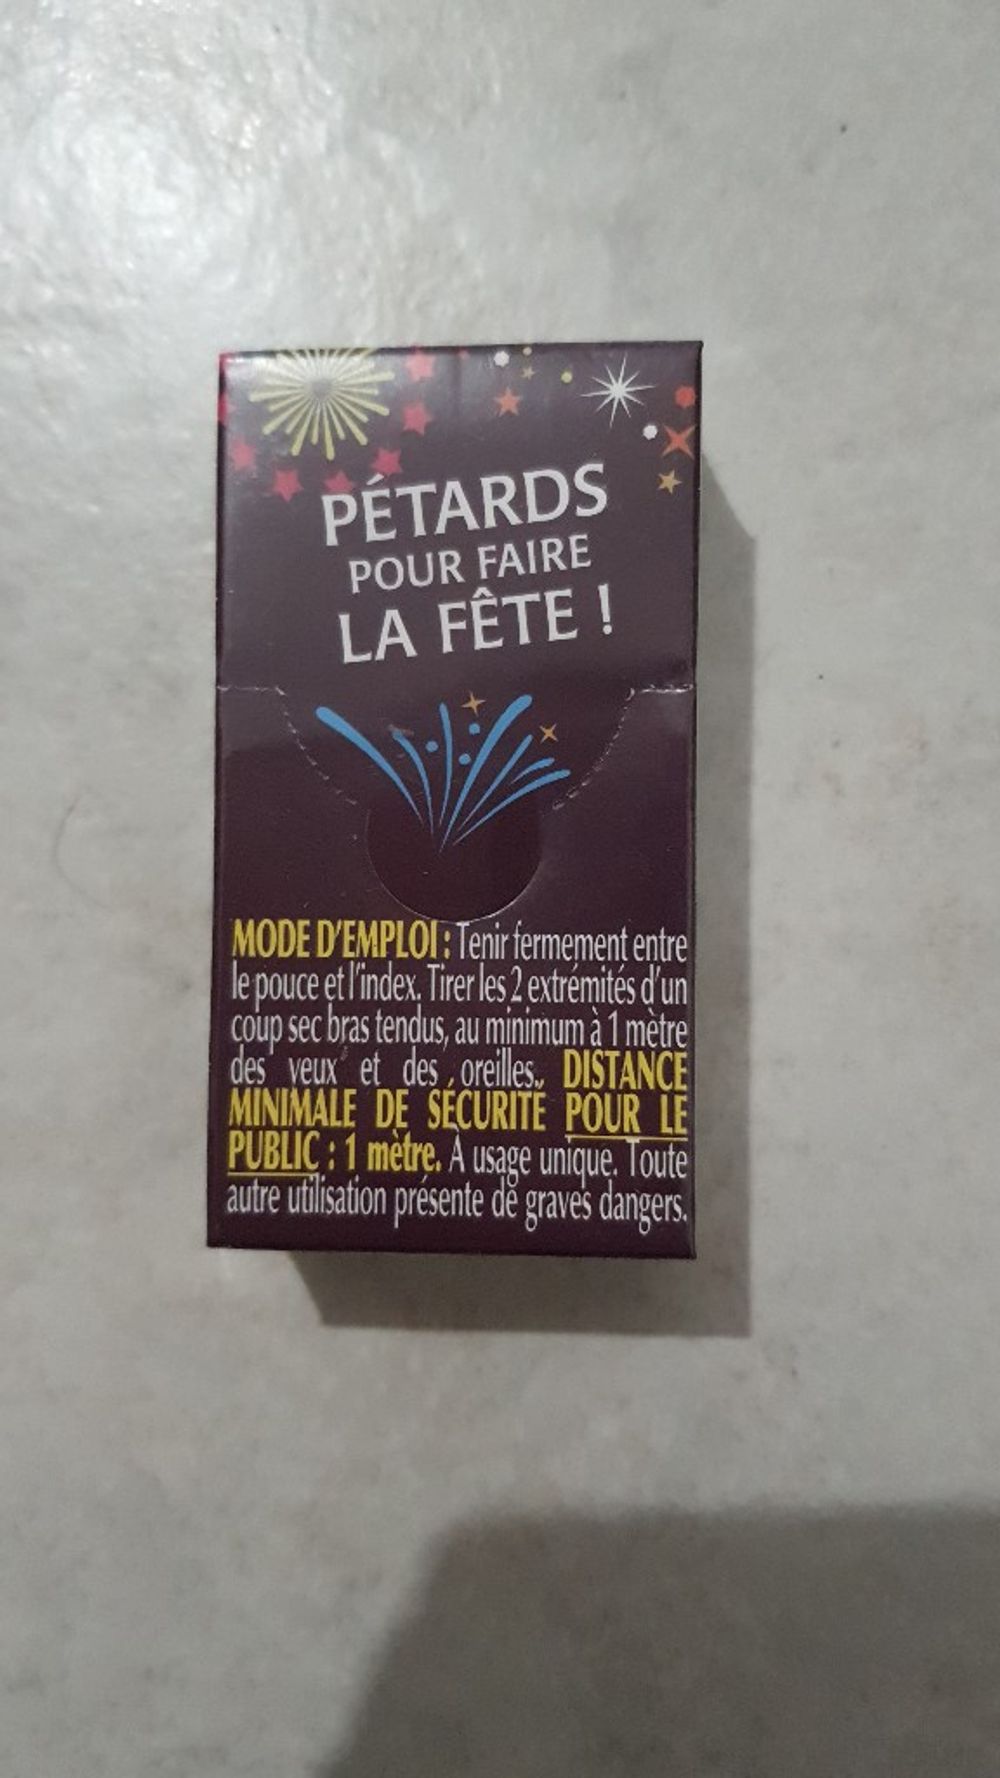 PÉTARDS
POUR FAIRE
LA FÊTE !
MODE D'EMPLOI : Tenir fermement entre
le pouce et l'index. Tirer les 2 extrémités d'un
coup sec bras tendus, au minimum à 1 mètre
des yeux et des oreilles. DISTANCE
MINIMALE DE SÉCURITÉ POUR LE
PUBLIC : 1 mètre. À usage unique. Toute
autre utilisation présente de graves dangers.